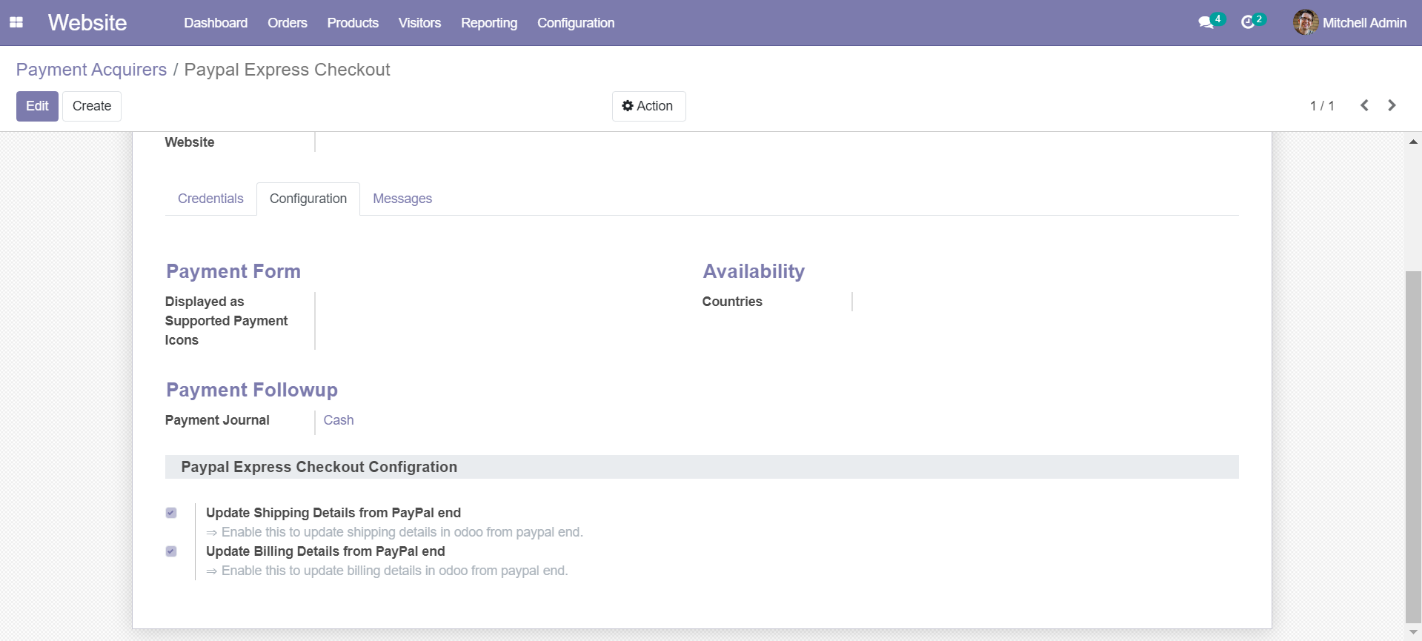 Website
Dashboard Orders Products Visitors Reporting Configuration
4 2 Mitchell Admin
Payment Acquirers / Paypal Express Checkout
Edit Create Action 1 / 1
Website
Credentials Configuration Messages
Payment Form
Displayed as
Supported Payment
Icons
Availability
Countries
Payment Followup
Payment Journal Cash
Paypal Express Checkout Configration
Update Shipping Details from PayPal end
⇒ Enable this to update shipping details in odoo from paypal end.
Update Billing Details from PayPal end
⇒ Enable this to update billing details in odoo from paypal end.